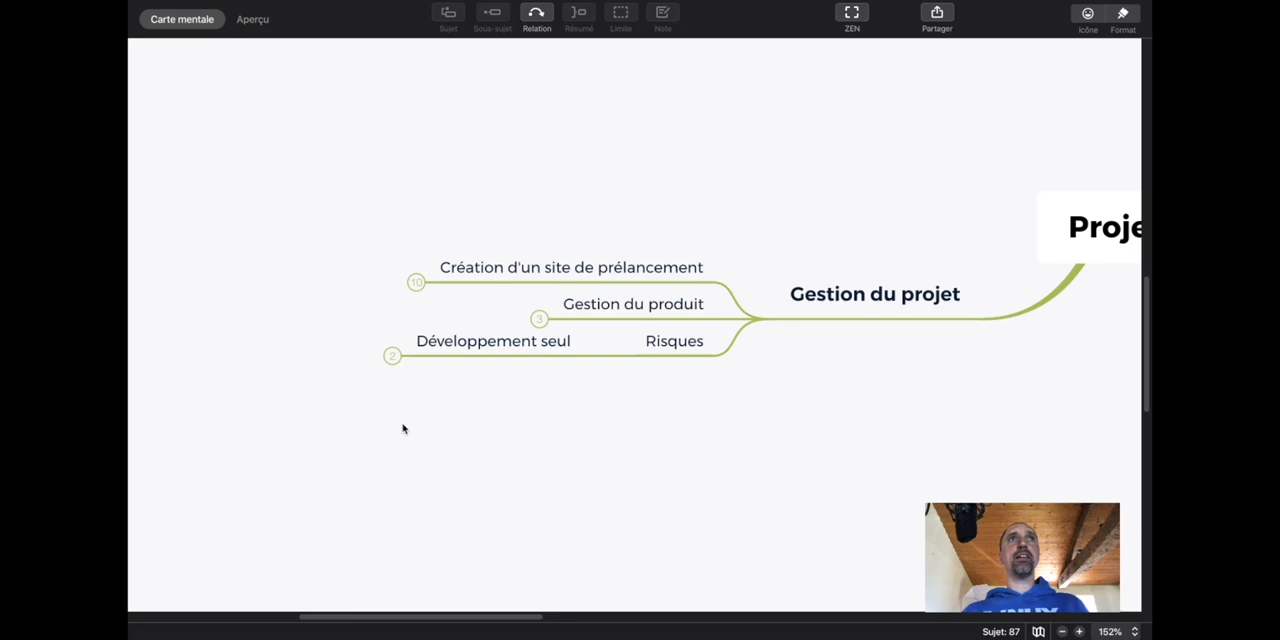 Carte mentale Aperçu
Sujet Sous-sujet Relation Résumé Limite Note ZEN Partager Icône Format
Proje
Création d'un site de prélancement
10
Gestion du projet
Gestion du produit
3
Développement seul Risques
2
Sujet: 87 152%